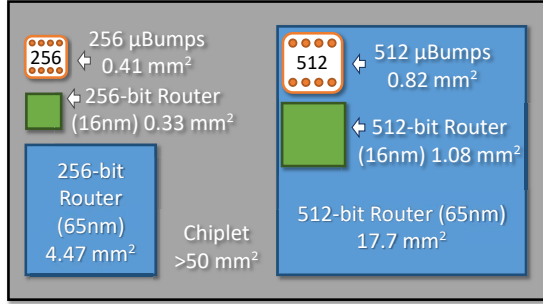 256
256 μBumps
0.41 mm²
256-bit Router
(16nm) 0.33 mm²
256-bit
Router
(65nm)
4.47 mm²
Chiplet
>50 mm²
512
512 μBumps
0.82 mm²
512-bit Router
(16nm) 1.08 mm²
512-bit Router (65nm)
17.7 mm²